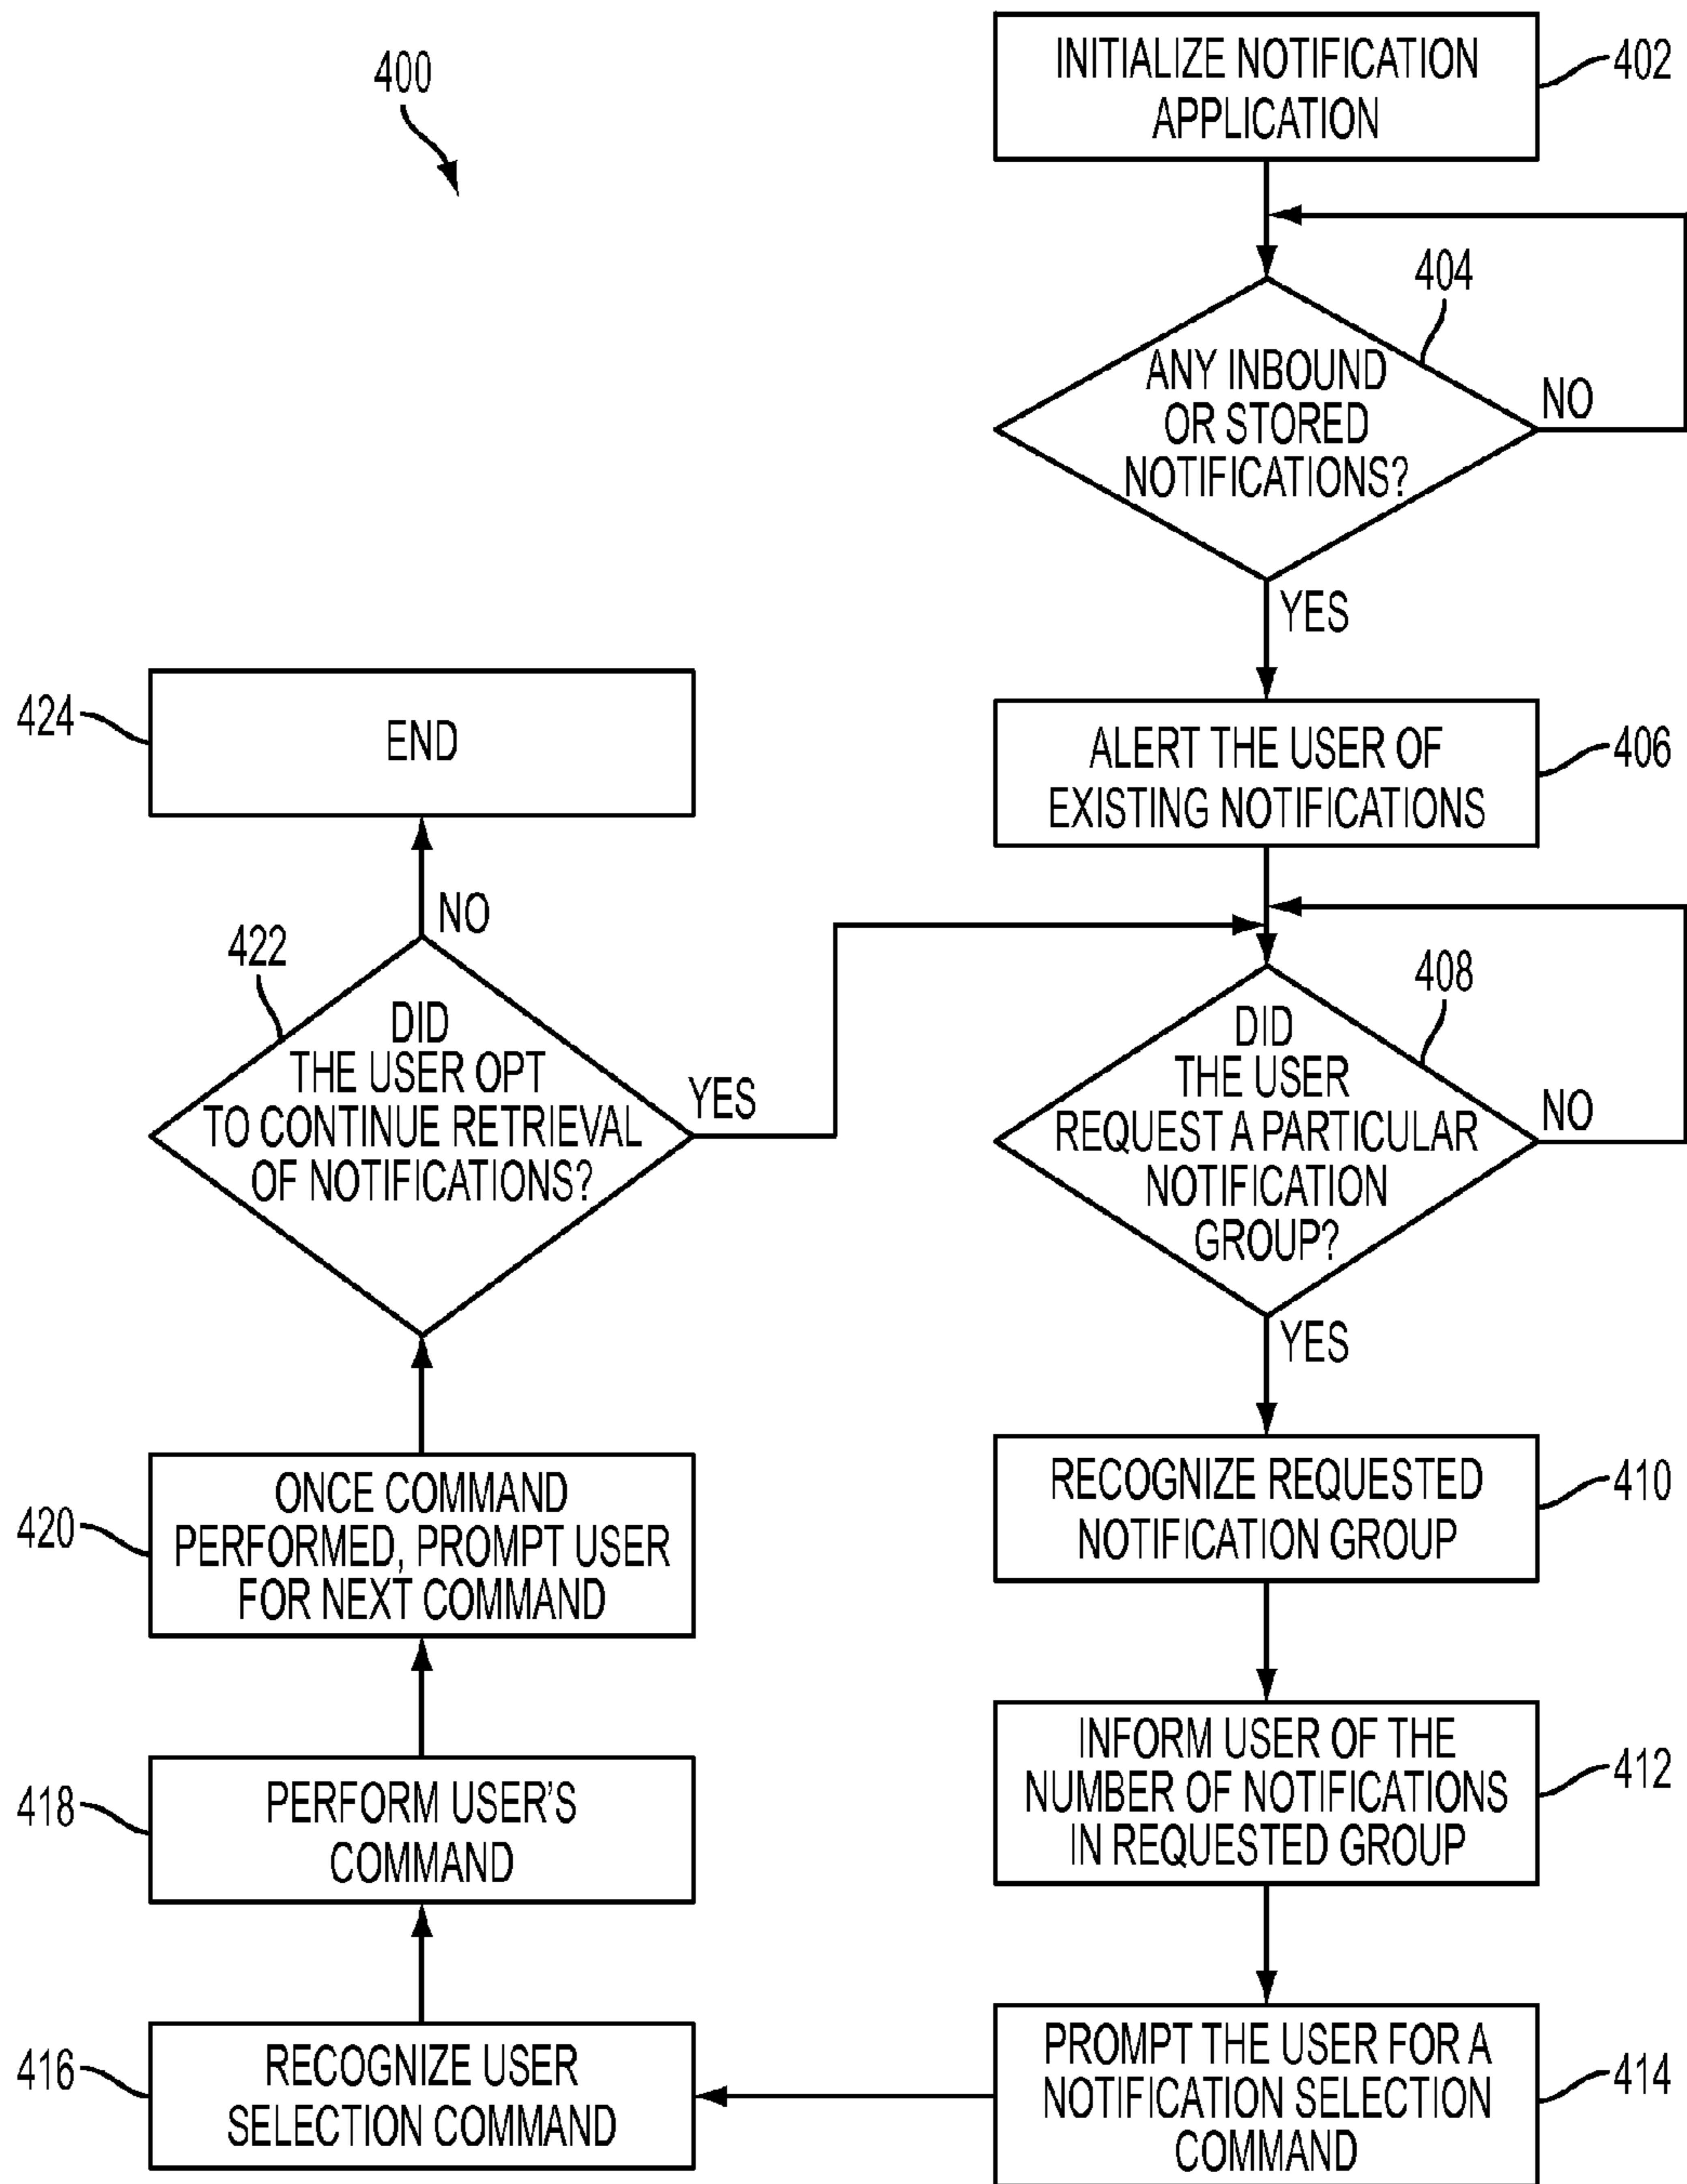 400
INITIALIZE NOTIFICATION
APPLICATION
402
404
ANY INBOUND
OR STORED
NOTIFICATIONS?
NO
YES
ALERT THE USER OF
EXISTING NOTIFICATIONS
406
408
DID
THE USER
REQUEST A PARTICULAR
NOTIFICATION
GROUP?
NO
YES
RECOGNIZE REQUESTED
NOTIFICATION GROUP
410
INFORM USER OF THE
NUMBER OF NOTIFICATIONS
IN REQUESTED GROUP
412
PROMPT THE USER FOR A
NOTIFICATION SELECTION
COMMAND
414
416
RECOGNIZE USER
SELECTION COMMAND
418
PERFORM USER'S
COMMAND
420
ONCE COMMAND
PERFORMED, PROMPT USER
FOR NEXT COMMAND
422
DID
THE USER OPT
TO CONTINUE RETRIEVAL
OF NOTIFICATIONS?
YES
NO
424
END